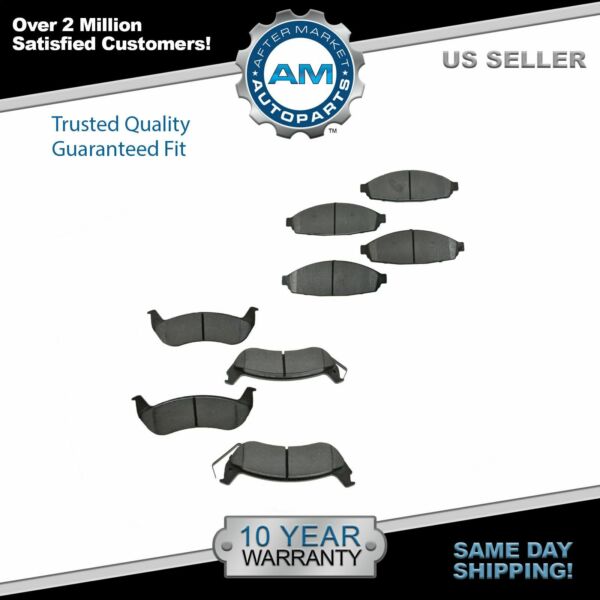 Over 2 Million
Satisfied Customers!
AFTER MARKET
AM
AUTOPARTS
TM
US SELLER
Trusted Quality
Guaranteed Fit
10 YEAR
WARRANTY
SAME DAY
SHIPPING!